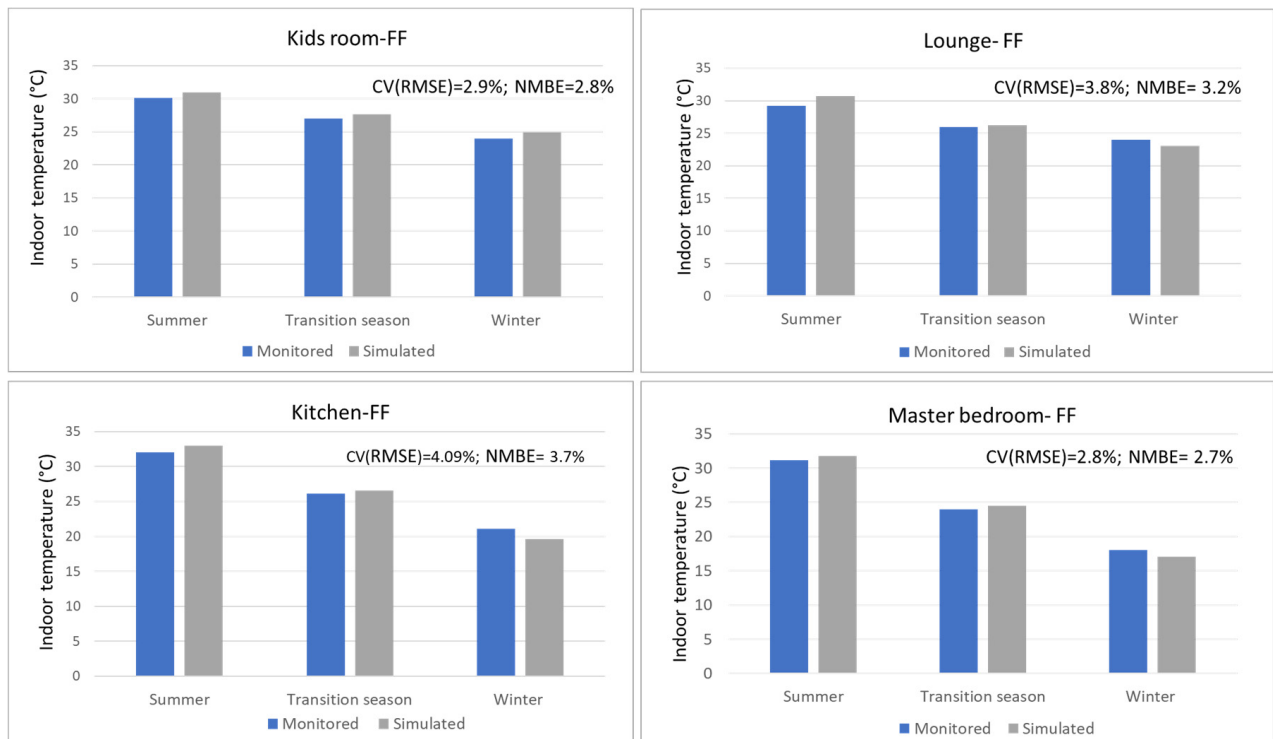 Kids room-FF
CV(RMSE)=2.9%; NMBE=2.8%
Indoor temperature (°C)
35
30
25
20
15
10
5
0
Summer Transition season Winter
Monitored Simulated
Lounge- FF
CV(RMSE)=3.8%; NMBE= 3.2%
Indoor temperature (°C)
35
30
25
20
15
10
5
0
Summer Transition season Winter
Monitored Simulated
Kitchen-FF
CV(RMSE)=4.09%; NMBE= 3.7%
Indoor temperature (°C)
35
30
25
20
15
10
5
0
Summer Transition season Winter
Monitored Simulated
Master bedroom- FF
CV(RMSE)=2.8%; NMBE= 2.7%
Indoor temperature (°C)
35
30
25
20
15
10
5
0
Summer Transition season Winter
Monitored Simulated